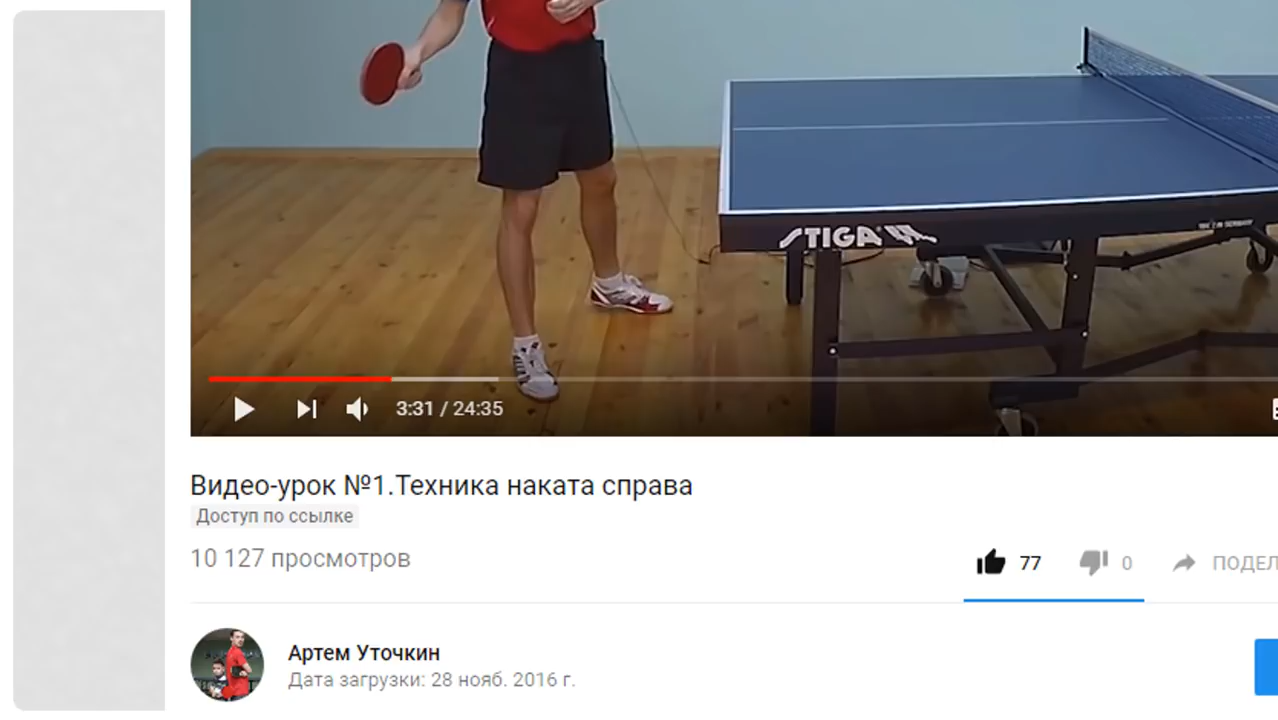 STIGA
3:31 / 24:35
Видео-урок №1.Техника наката справа
Доступ по ссылке
10 127 просмотров
77
0
ПОДЕЛ
Артем Уточкин
Дата загрузки: 28 нояб. 2016 г.